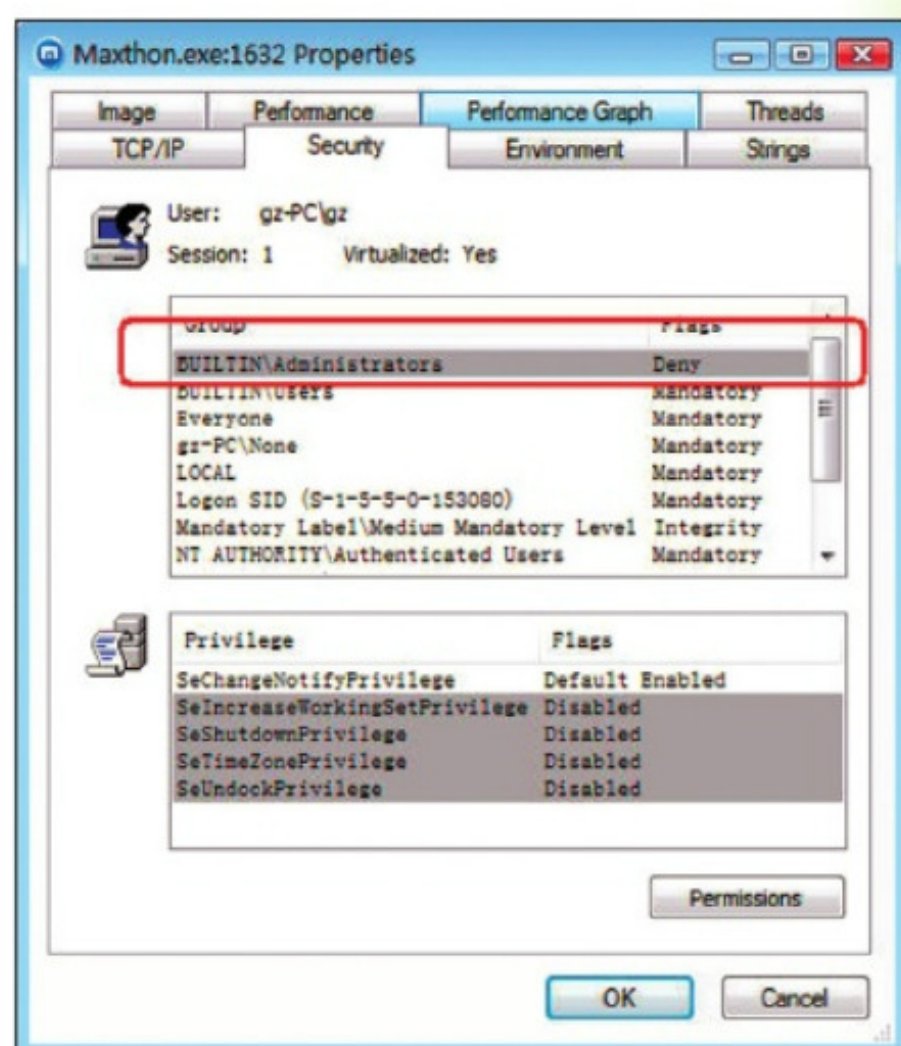 Maxthon.exe:1632 Properties
Image Performance Performance Graph Threads
TCP/IP Security Environment Strings
User: gz-PC\gz
Session: 1 Virtualized: Yes
Group Flags
BUILTIN\Administrators Deny
BUILTIN\Users Mandatory
Everyone Mandatory
gz-PC\None Mandatory
LOCAL Mandatory
Logon SID (S-1-5-5-0-153080) Mandatory
Mandatory Label\Medium Mandatory Level Integrity
NT AUTHORITY\Authenticated Users Mandatory
Privilege Flags
SeChangeNotifyPrivilege Default Enabled
SeIncreaseWorkingSetPrivilege Disabled
SeShutdownPrivilege Disabled
SeTimeZonePrivilege Disabled
SeUndockPrivilege Disabled
Permissions
OK Cancel